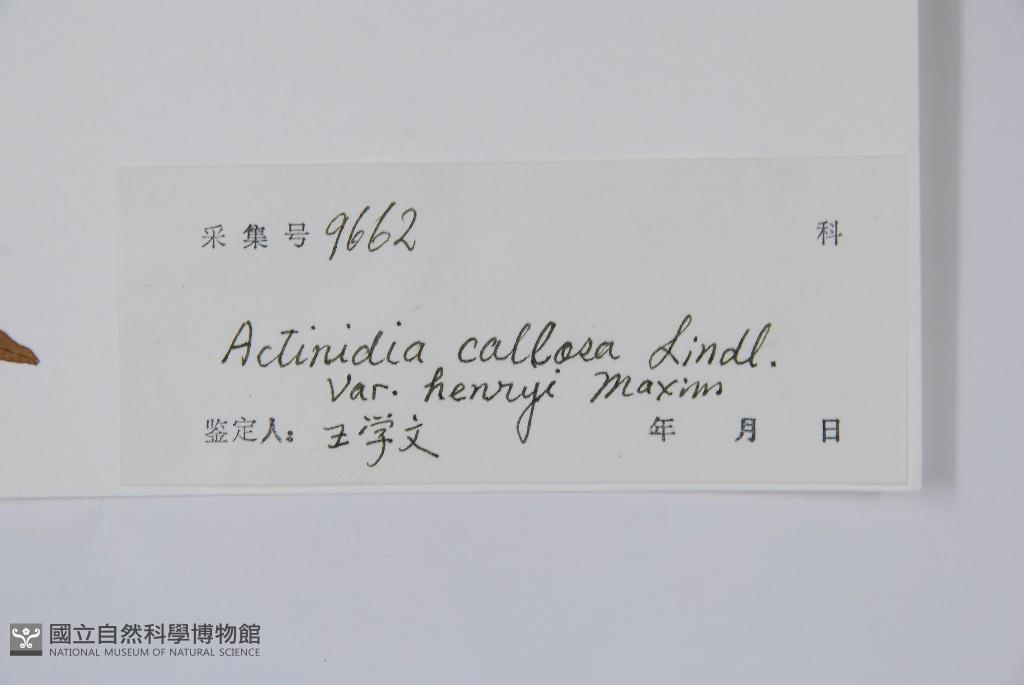 采集号 9662 科
Actinidia callosa Lindl.
Var. henryi Maxim
鉴定人: 王学文 年 月 日
國立自然科學博物館
NATIONAL MUSEUM OF NATURAL SCIENCE